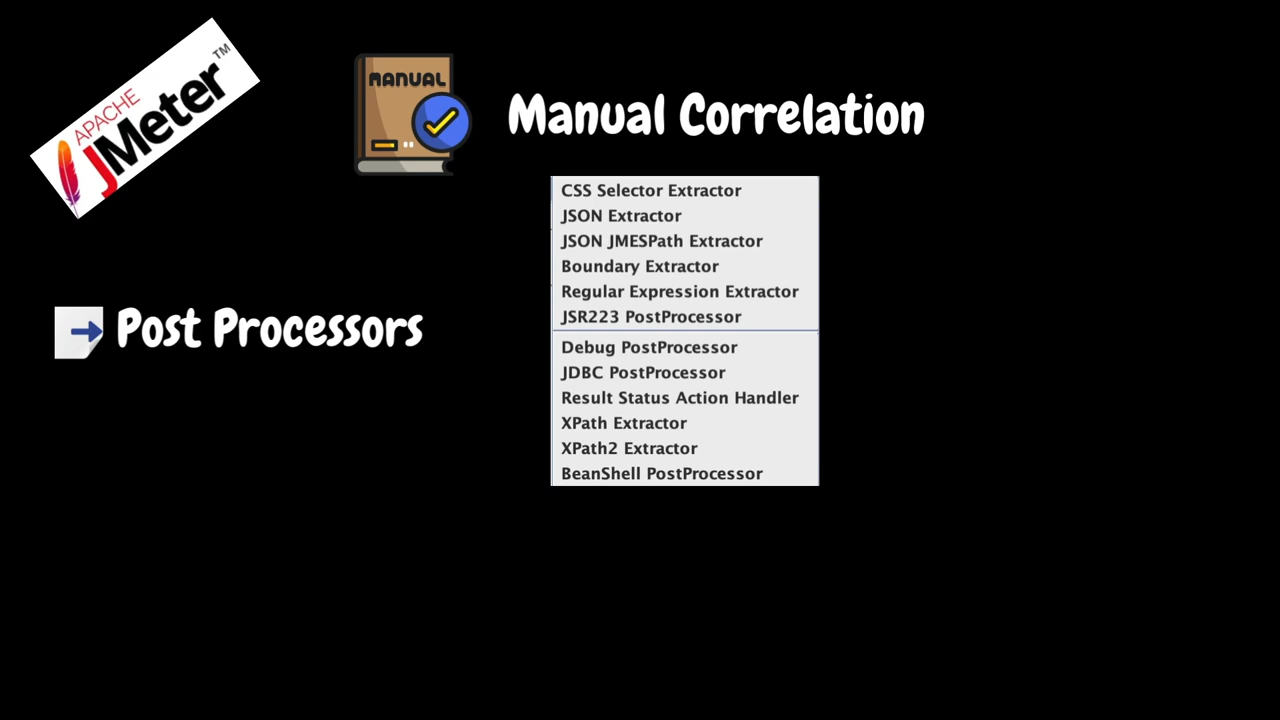 APACHE
JMeter™
MANUAL
Manual Correlation
CSS Selector Extractor
JSON Extractor
JSON JMESPath Extractor
Boundary Extractor
Regular Expression Extractor
JSR223 PostProcessor
Debug PostProcessor
JDBC PostProcessor
Result Status Action Handler
XPath Extractor
XPath2 Extractor
BeanShell PostProcessor
Post Processors